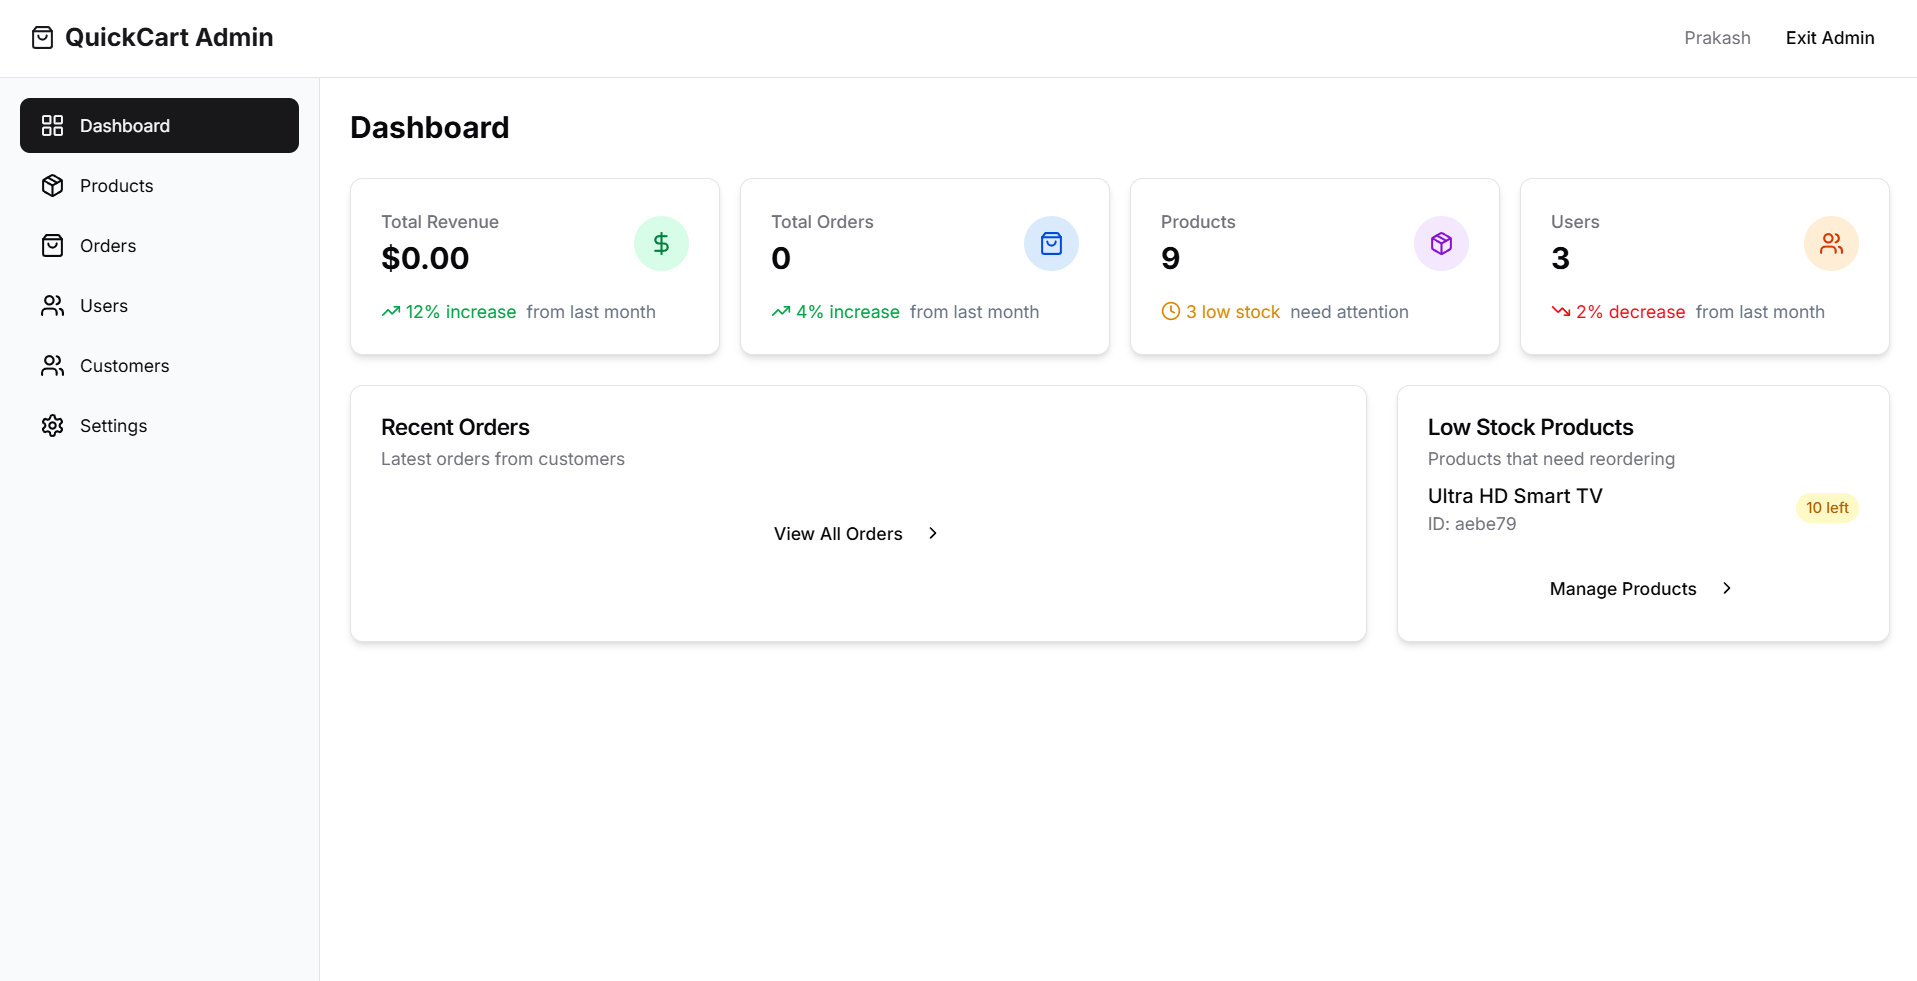 QuickCart Admin
Prakash
Exit Admin
Dashboard
Products
Orders
Users
Customers
Settings
Dashboard
Total Revenue
$0.00
12% increase from last month
Total Orders
0
4% increase from last month
Products
9
3 low stock need attention
Users
3
2% decrease from last month
Recent Orders
Latest orders from customers
View All Orders
Low Stock Products
Products that need reordering
Ultra HD Smart TV
ID: aebe79
10 left
Manage Products